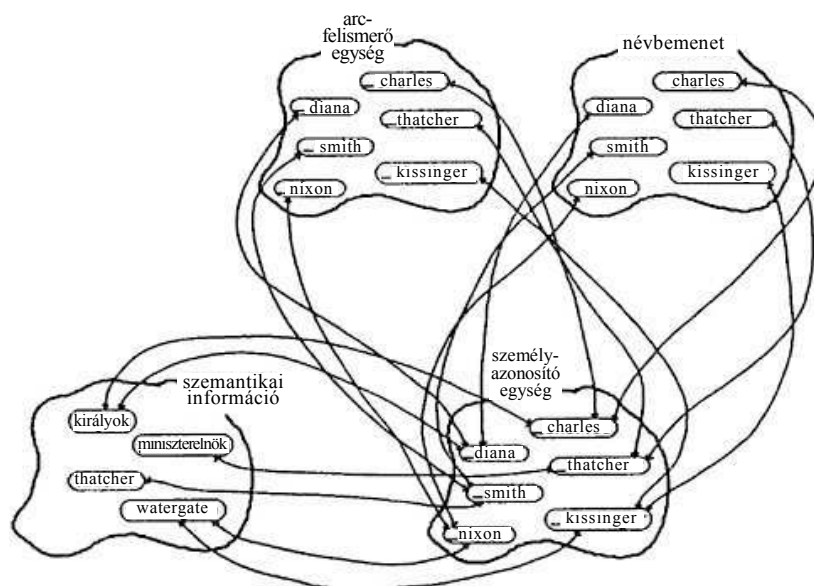 arc-
felismerő
egység
charles
diana
thatcher
smith
kissinger
nixon
névbemenet
charles
diana
thatcher
smith
kissinger
nixon
szemantikai
információ
királyok
miniszterelnök
thatcher
watergate
személy-
azonosító
egység
charles
diana
thatcher
smith
kissinger
nixon